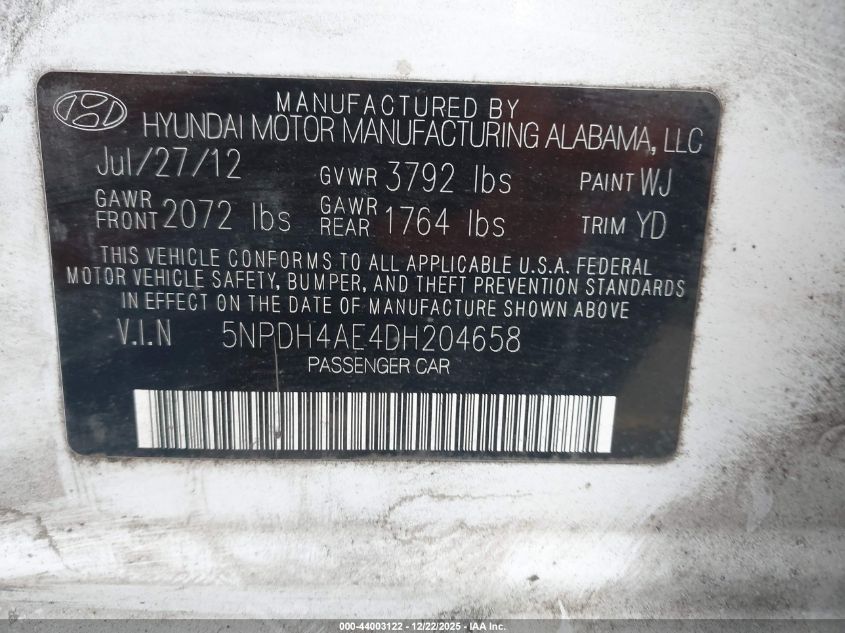 MANUFACTURED BY
HYUNDAI MOTOR MANUFACTURING ALABAMA, LLC
Jul/27/12 GVWR 3792 lbs PAINT WJ
GAWR FRONT 2072 lbs GAWR REAR 1764 lbs TRIM YD
THIS VEHICLE CONFORMS TO ALL APPLICABLE U.S.A. FEDERAL
MOTOR VEHICLE SAFETY, BUMPER, AND THEFT PREVENTION STANDARDS
IN EFFECT ON THE DATE OF MANUFACTURE SHOWN ABOVE
V.I.N 5NPDH4AE4DH204658
PASSENGER CAR
000-44003122 - 12/22/2025 - IAA Inc.